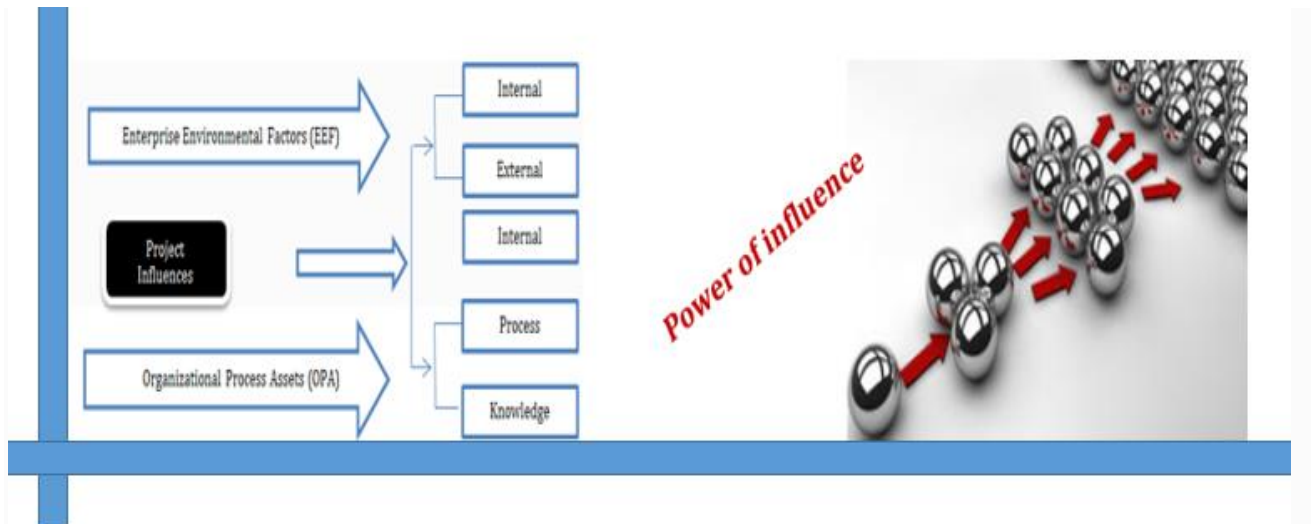 Internal
Enterprise Environmental Factors (EEF)
External
Internal
Project
Influences
Process
Organizational Process Assets (OPA)
Knowledge
Power of influence